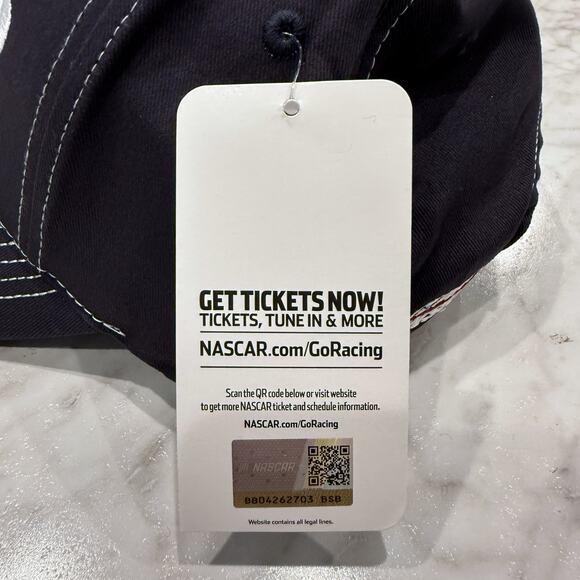 GET TICKETS NOW!
TICKETS, TUNE IN & MORE
NASCAR.com/GoRacing
Scan the QR code below or visit website
to get more NASCAR ticket and schedule information.
NASCAR.com/GoRacing
NASCAR
BB04262703 BSB
Website contains all legal lines.